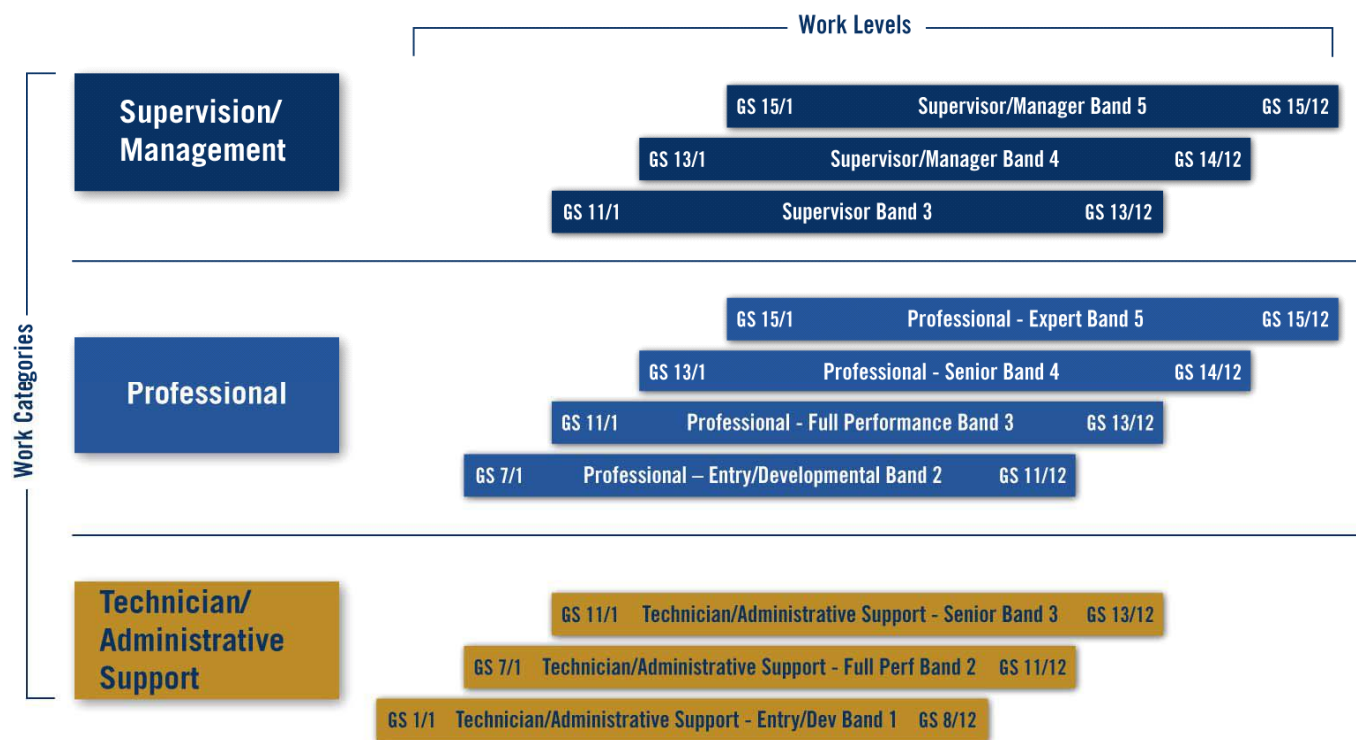 Work Levels
Work Categories
Supervision/
Management
GS 15/1 Supervisor/Manager Band 5 GS 15/12
GS 13/1 Supervisor/Manager Band 4 GS 14/12
GS 11/1 Supervisor Band 3 GS 13/12
Professional
GS 15/1 Professional - Expert Band 5 GS 15/12
GS 13/1 Professional - Senior Band 4 GS 14/12
GS 11/1 Professional - Full Performance Band 3 GS 13/12
GS 7/1 Professional – Entry/Developmental Band 2 GS 11/12
Technician/
Administrative
Support
GS 11/1 Technician/Administrative Support - Senior Band 3 GS 13/12
GS 7/1 Technician/Administrative Support - Full Perf Band 2 GS 11/12
GS 1/1 Technician/Administrative Support - Entry/Dev Band 1 GS 8/12